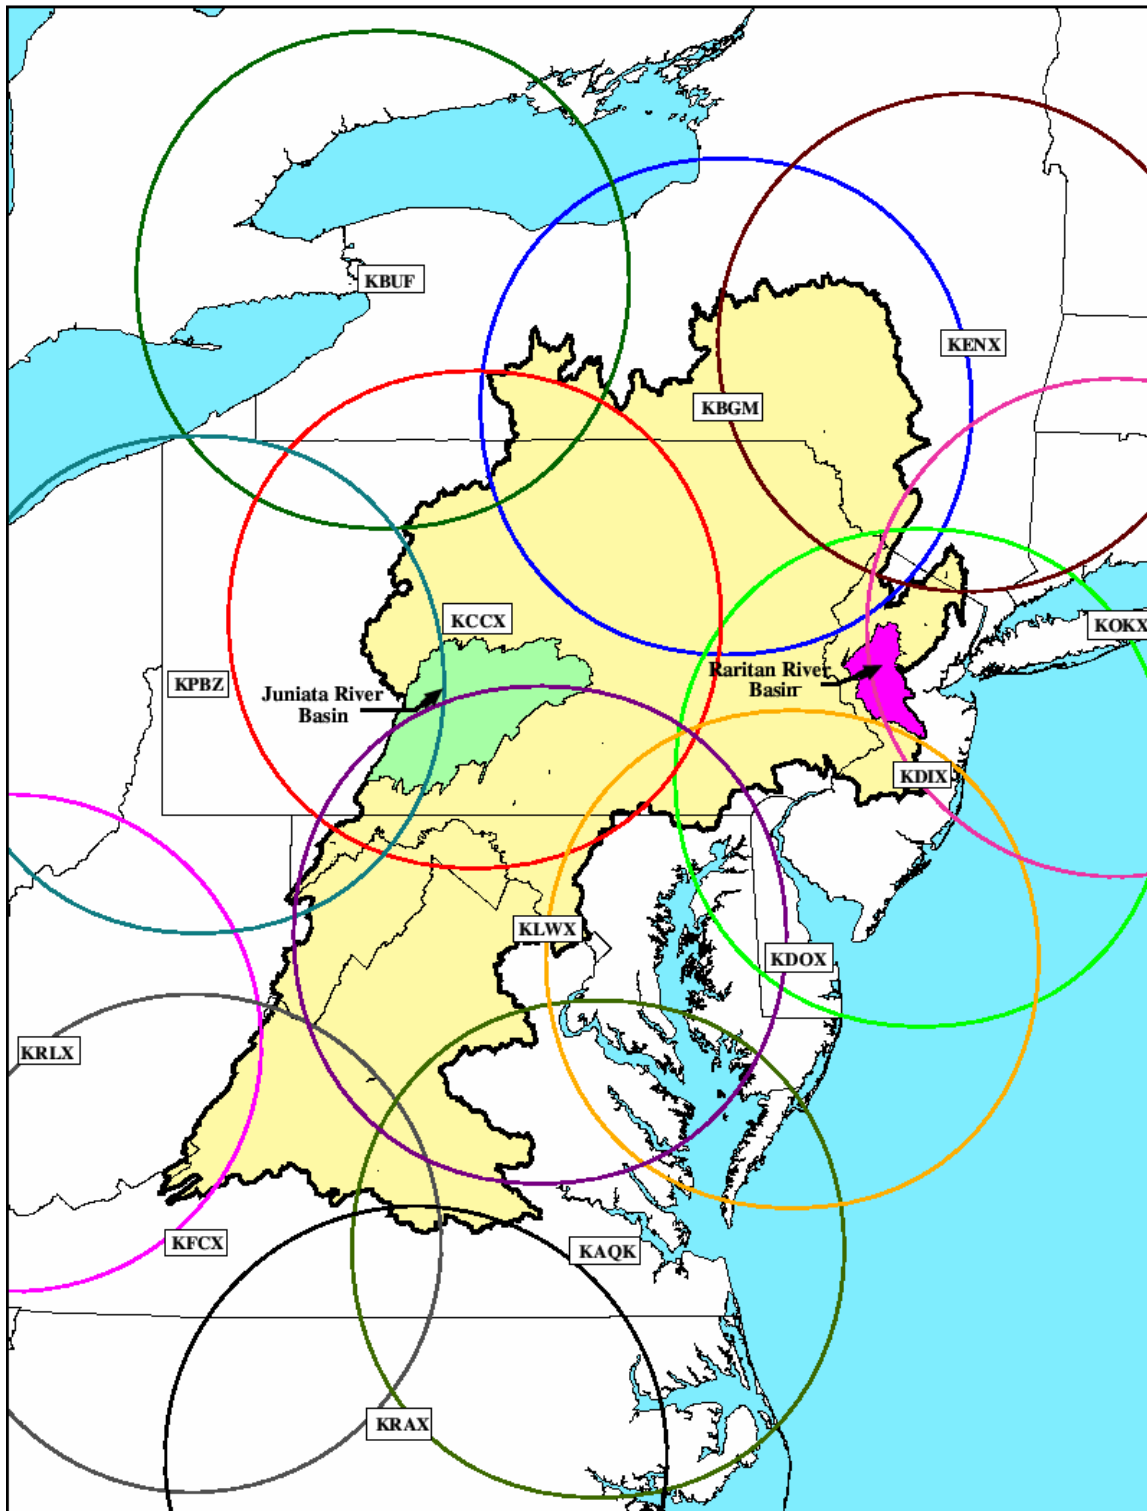 KBUF
KENX
KBGM
KCCX
KOKX
Raritan River
Basin
KPBZ
Juniata River
Basin
KDIX
KLWX
KDOX
KRLX
KFCX
KAQK
KRAX